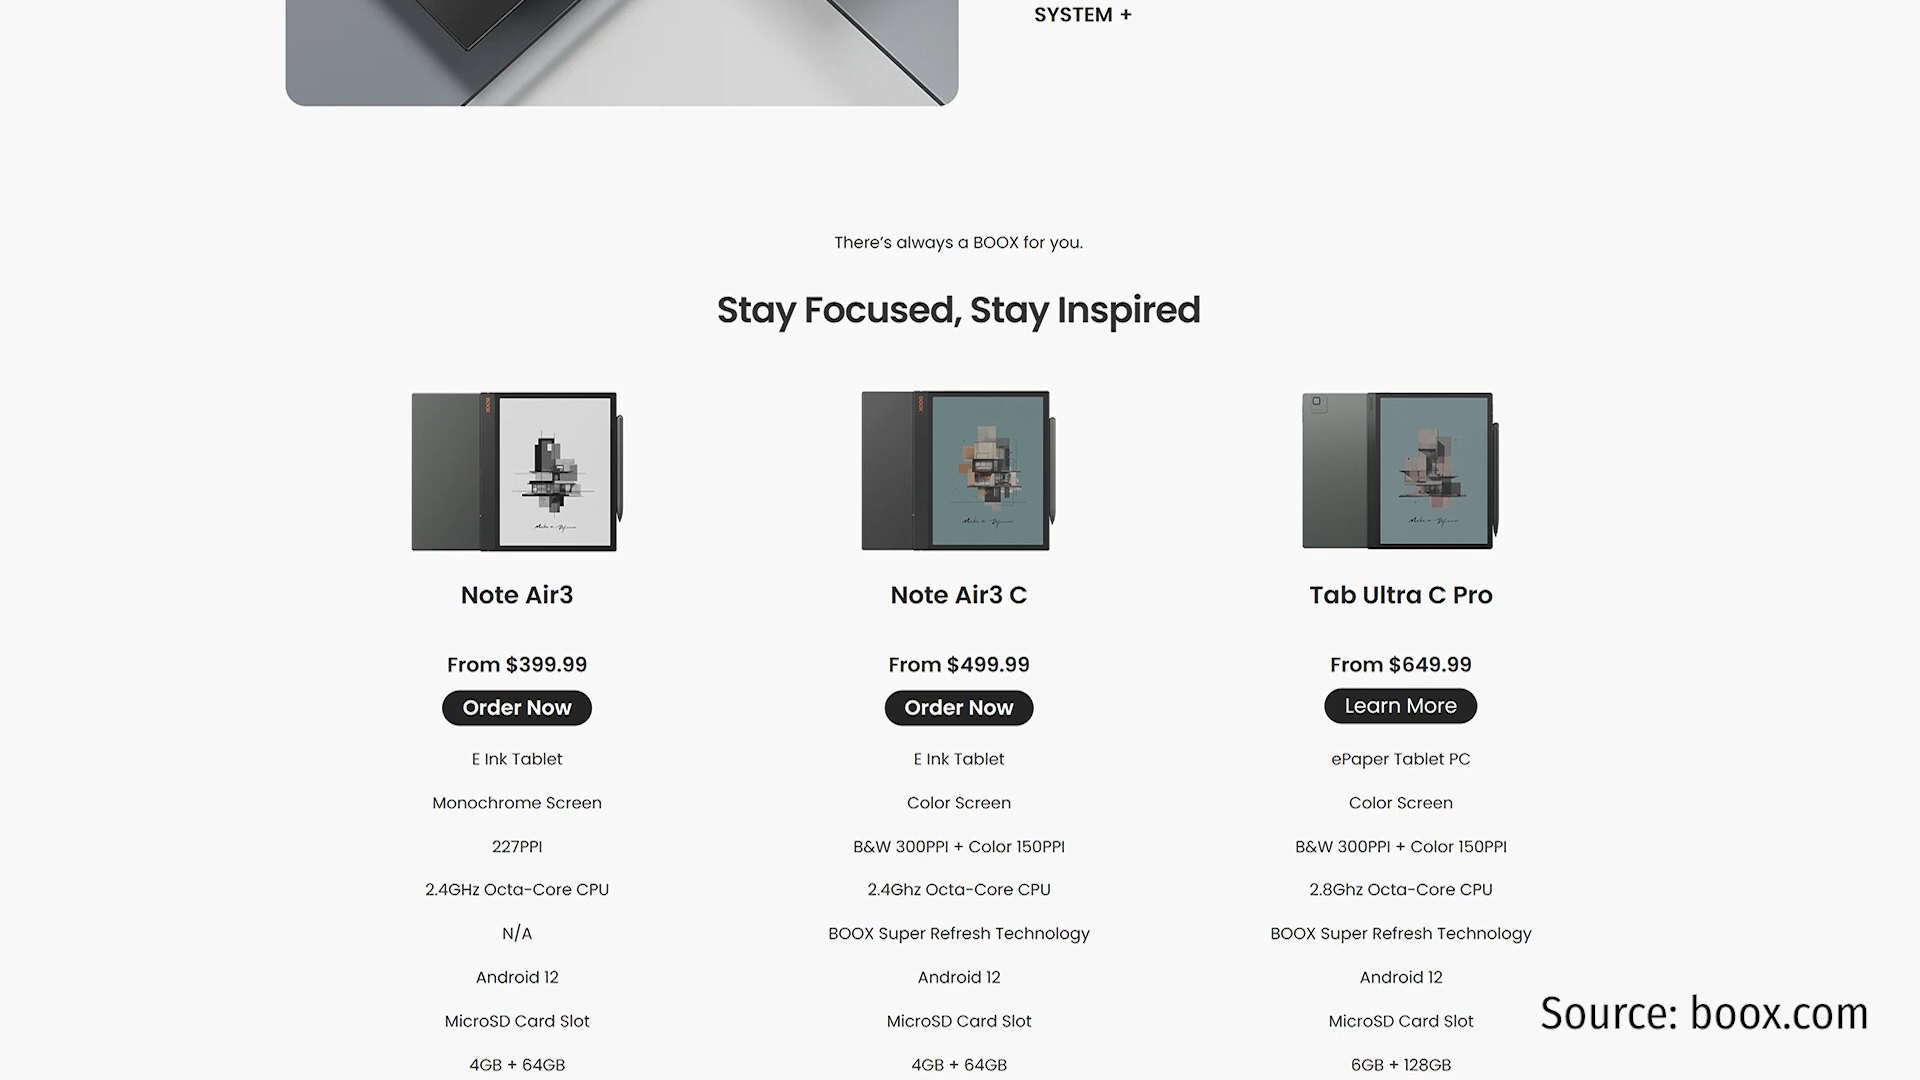 SYSTEM +
There's always a BOOX for you.
Stay Focused, Stay Inspired
BOOX
BOOX
Note Air3
Note Air3 C
Tab Ultra C Pro
From $399.99
From $499.99
From $649.99
Order Now
Order Now
Learn More
E Ink Tablet
E Ink Tablet
ePaper Tablet PC
Monochrome Screen
Color Screen
Color Screen
227PPI
B&W 300PPI + Color 150PPI
B&W 300PPI + Color 150PPI
2.4GHz Octa-Core CPU
2.4Ghz Octa-Core CPU
2.8Ghz Octa-Core CPU
N/A
BOOX Super Refresh Technology
BOOX Super Refresh Technology
Android 12
Android 12
Android 12
MicroSD Card Slot
MicroSD Card Slot
MicroSD Card Slot
Source: boox.com
4GB + 64GB
4GB + 64GB
6GB + 128GB